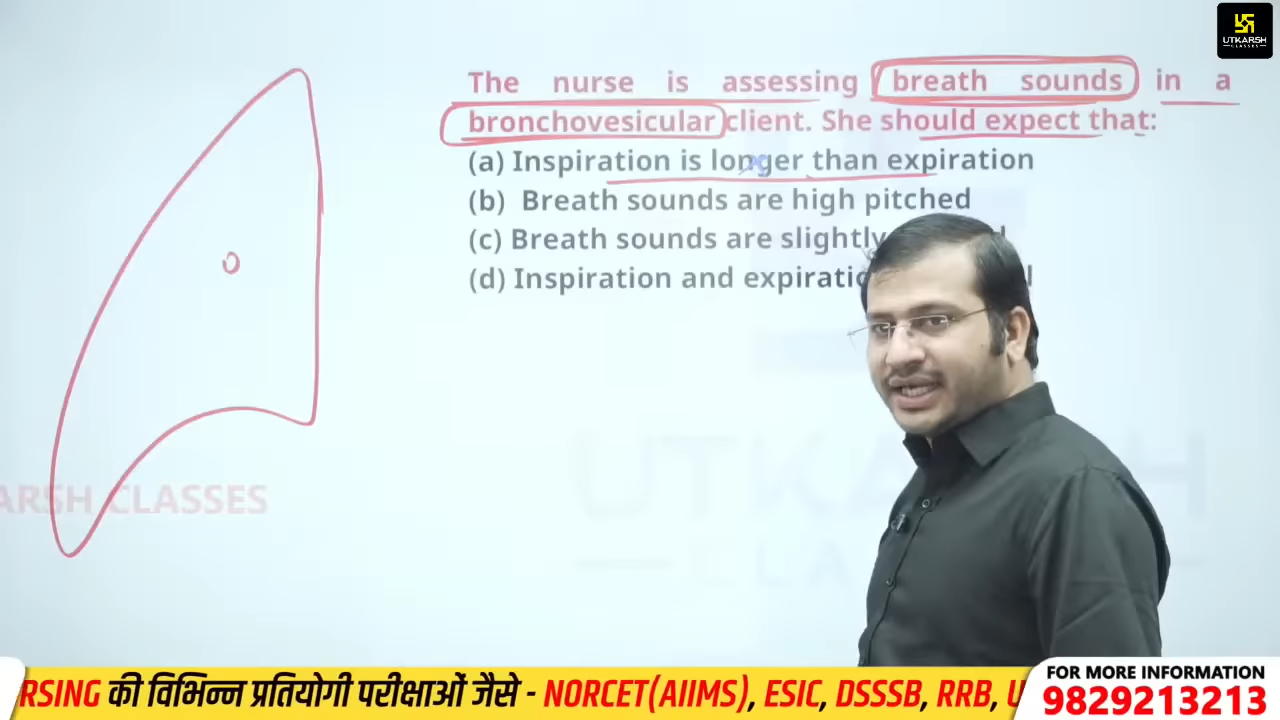 UTKARSH
CLASSES
The nurse is assessing breath sounds in a
bronchovesicular client. She should expect that:
(a) Inspiration is longer than expiration
(b) Breath sounds are high pitched
(c) Breath sounds are slightly
(d) Inspiration and expiration
ARSH CLASSES
RSING की विभिन्न प्रतियोगी परीक्षाओं जैसे - NORCET(AIIMS), ESIC, DSSSB, RRB, U
FOR MORE INFORMATION
9829213213